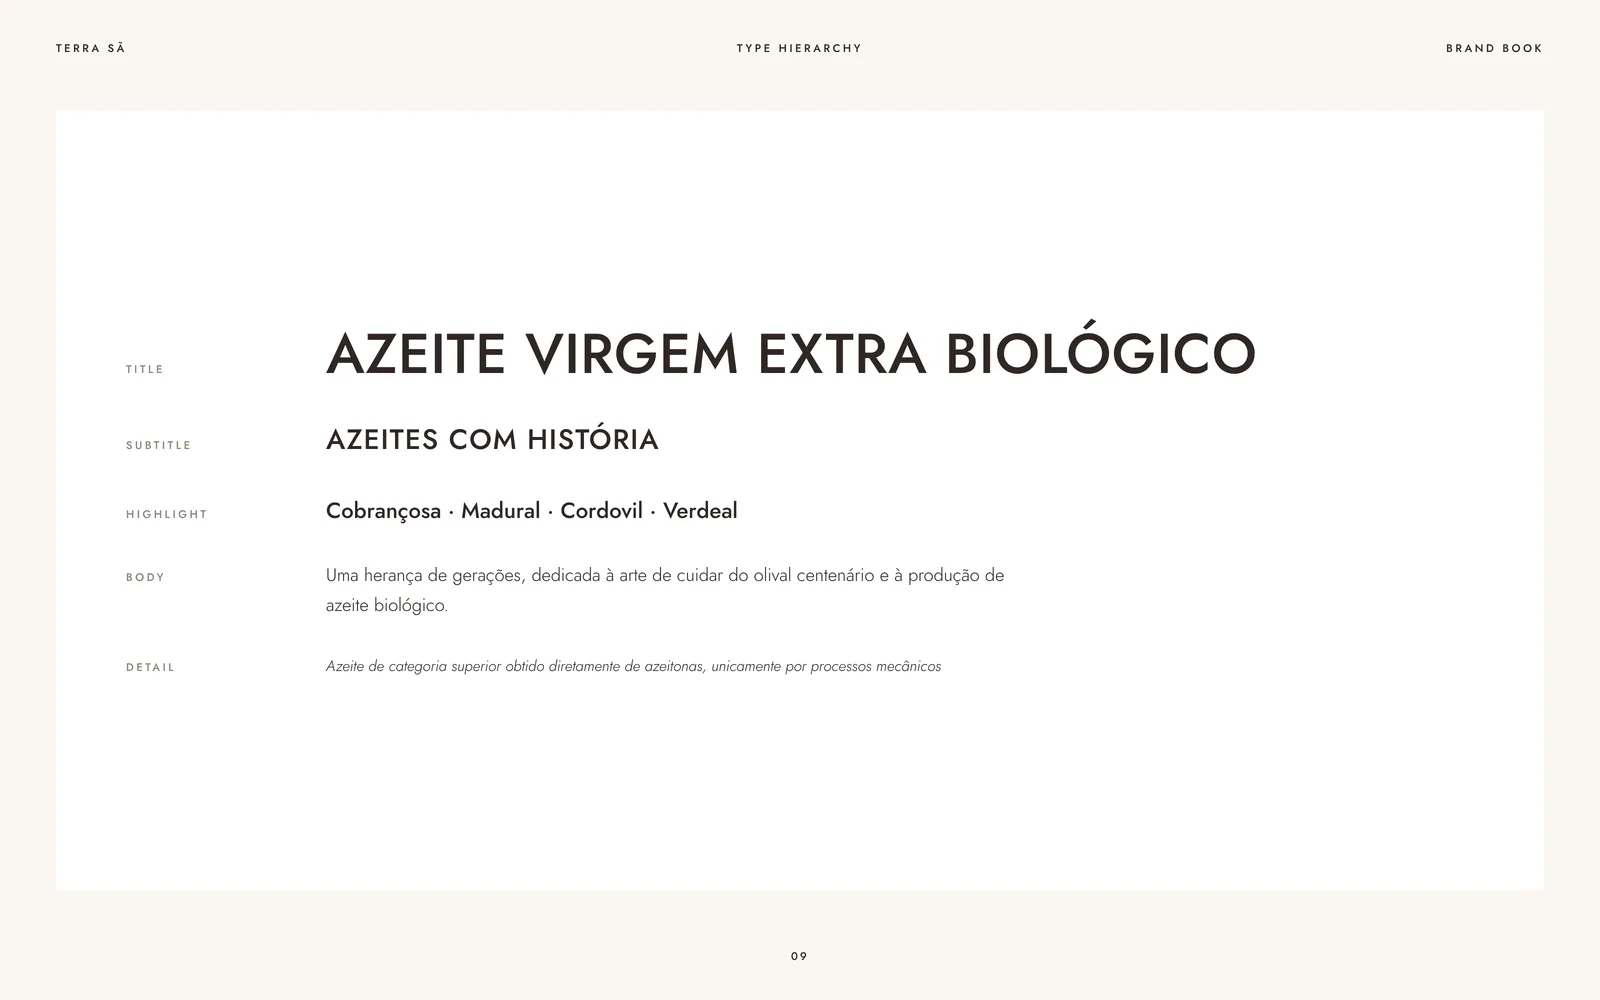 TERRA SÃ
TYPE HIERARCHY
BRAND BOOK
TITLE
AZEITE VIRGEM EXTRA BIOLÓGICO
SUBTITLE
AZEITES COM HISTÓRIA
HIGHLIGHT
Cobrançosa · Madural · Cordovil · Verdeal
BODY
Uma herança de gerações, dedicada à arte de cuidar do olival centenário e à produção de
azeite biológico.
DETAIL
Azeite de categoria superior obtido diretamente de azeitonas, unicamente por processos mecânicos
09